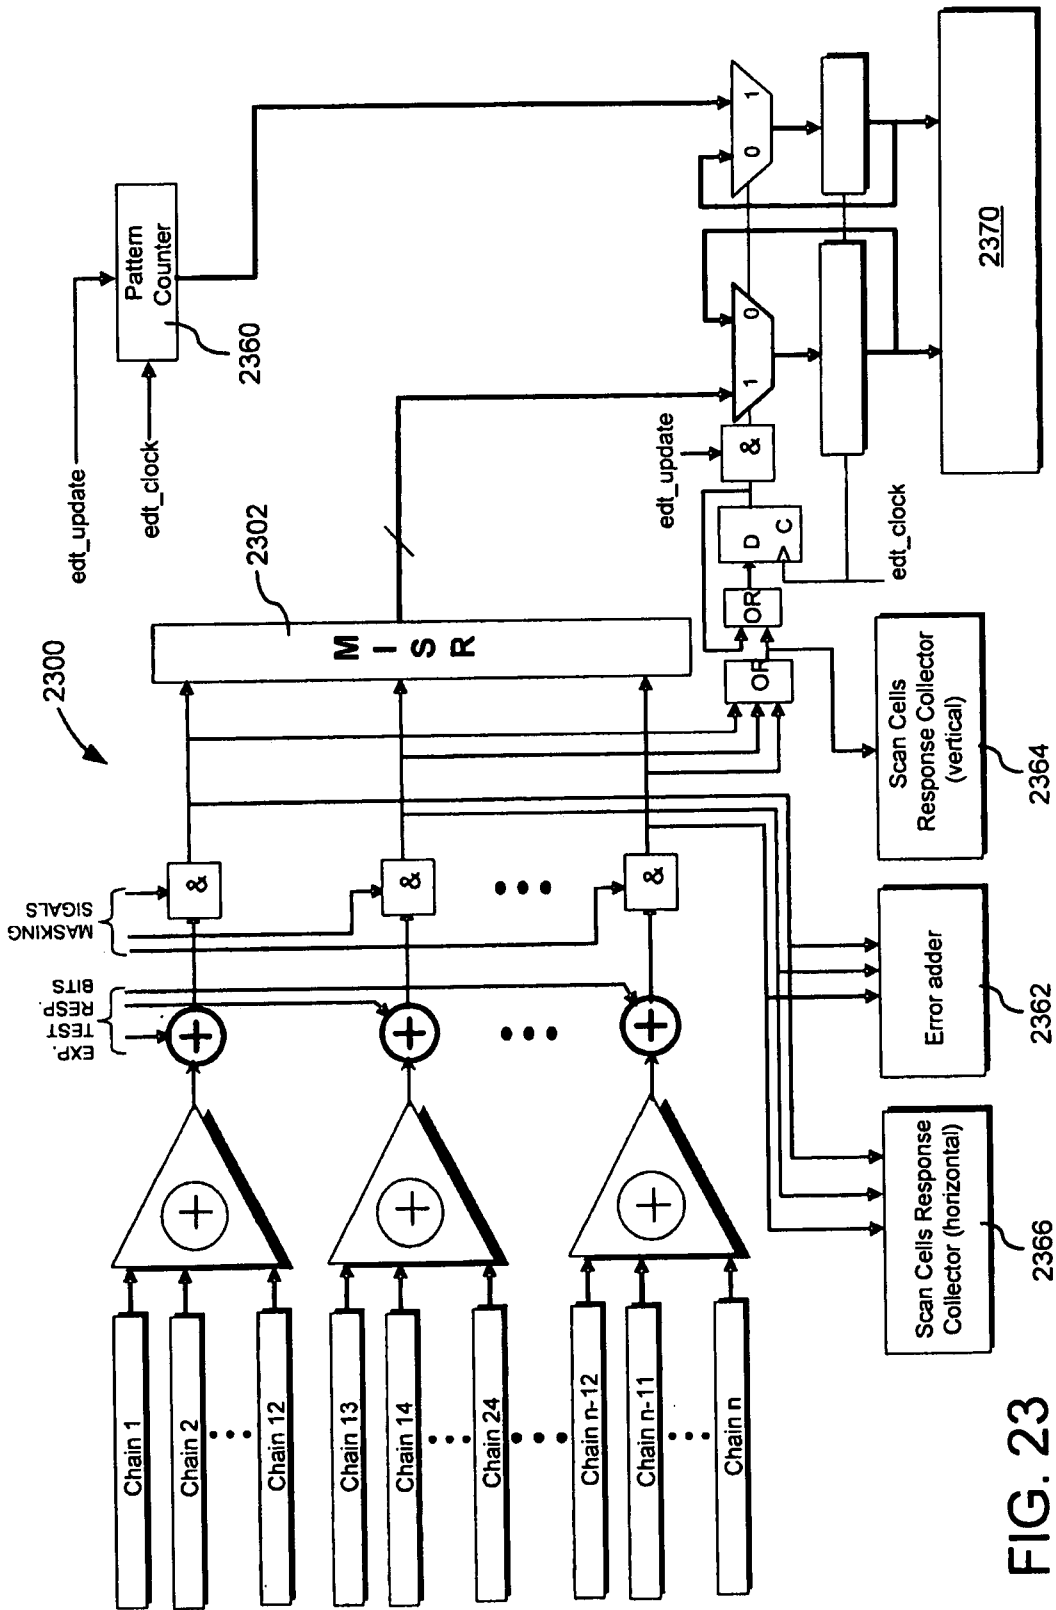 2300
edt_update
edt_clock
Pattern
Counter
2360
Chain 1
Chain 2
Chain 12
Chain 13
Chain 14
Chain 24
Chain n-12
Chain n-11
Chain n
+
+
+
EXP.
TEST
RESP.
BITS
+
+
+
MASKING
SIGALS
&
&
&
MISR
2302
OR
OR
D
C
edt_clock
edt_update
&
1
0
0
1
2370
Scan Cells Response
Collector (horizontal)
2366
Error adder
2362
Scan Cells
Response Collector
(vertical)
2364
FIG. 23